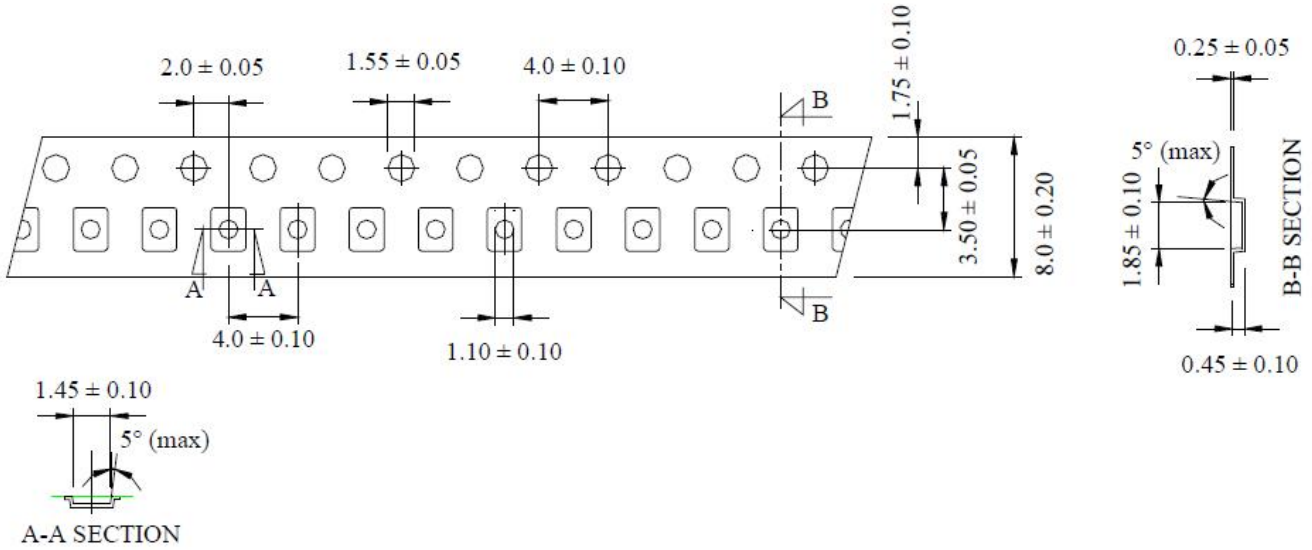 2.0 ± 0.05
1.55 ± 0.05
4.0 ± 0.10
1.75 ± 0.10
B
3.50 ± 0.05
8.0 ± 0.20
A
A
B
4.0 ± 0.10
1.10 ± 0.10
0.25 ± 0.05
5° (max)
1.85 ± 0.10
B-B SECTION
0.45 ± 0.10
1.45 ± 0.10
5° (max)
A-A SECTION